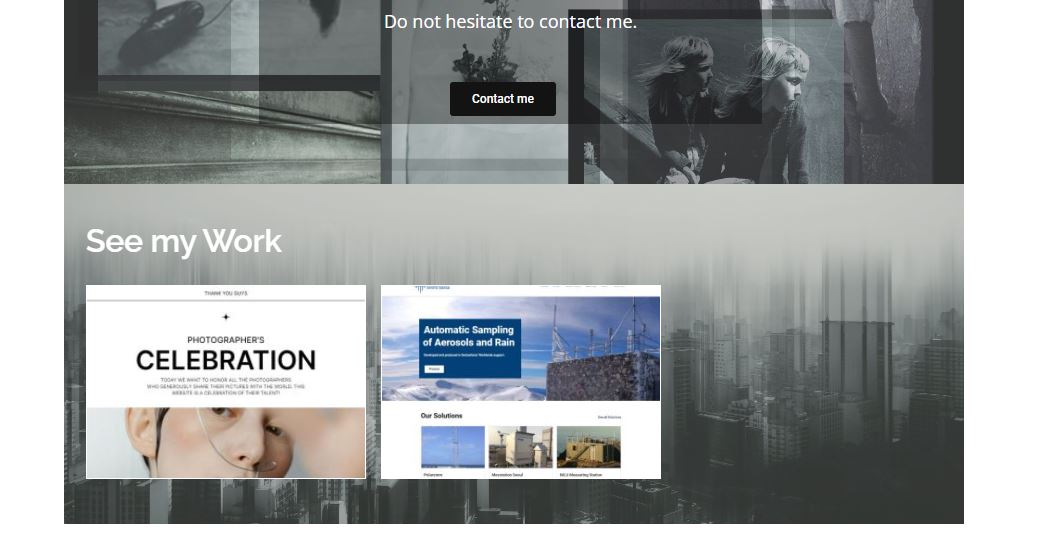 Do not hesitate to contact me.
Contact me
See my Work
THANK YOU GUYS
PHOTOGRAPHER'S
CELEBRATION
TODAY WE WANT TO HONOR ALL THE PHOTOGRAPHERS
WHO GENEROUSLY SHARE THEIR PICTURES WITH THE WORLD. THIS
WEBSITE IS A CELEBRATION OF THEIR TALENT!
Automatic Sampling
of Aerosols and Rain
Our Solutions